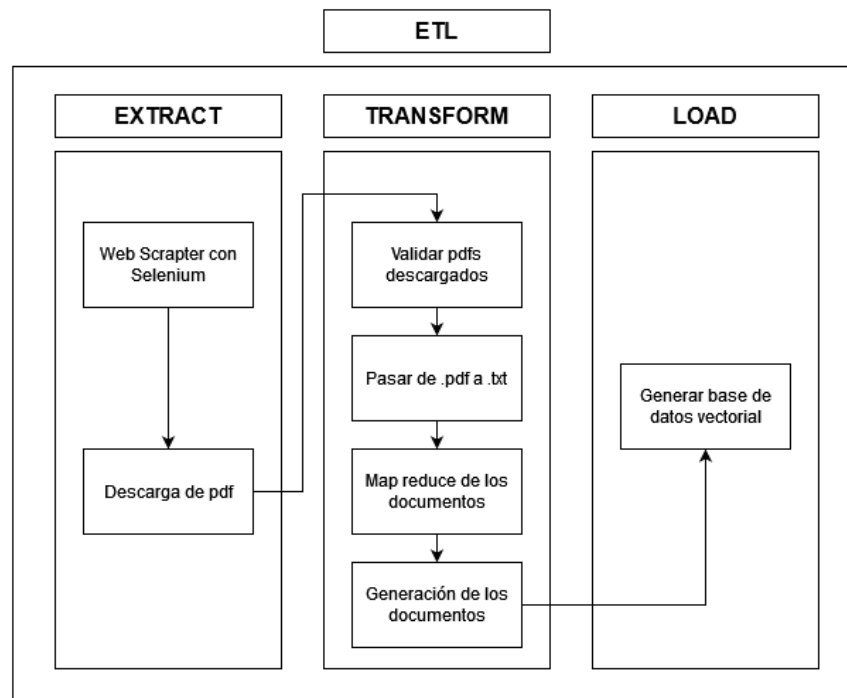 ETL
EXTRACT
TRANSFORM
LOAD
Web Scrapter con
Selenium
Descarga de pdf
Validar pdfs
descargados
Pasar de .pdf a .txt
Map reduce de los
documentos
Generación de los
documentos
Generar base de
datos vectorial